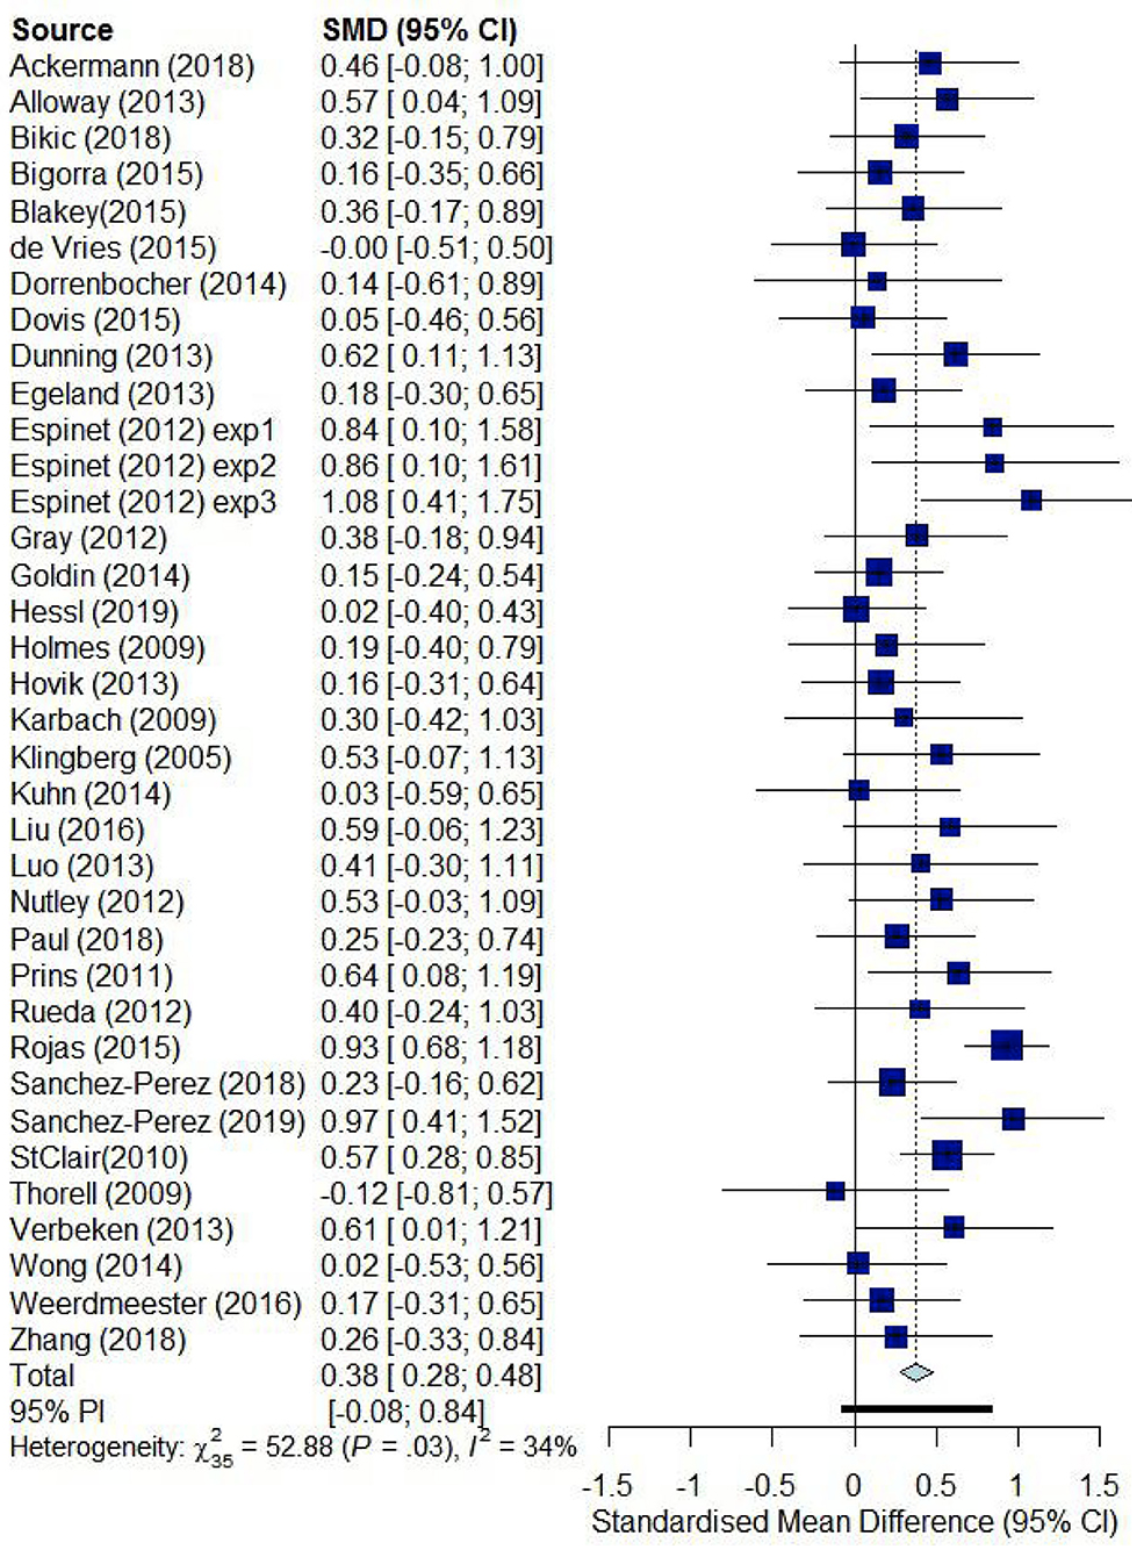 Source SMD (95% CI)
Ackermann (2018) 0.46 [-0.08; 1.00]
Alloway (2013) 0.57 [ 0.04; 1.09]
Bikic (2018) 0.32 [-0.15; 0.79]
Bigorra (2015) 0.16 [-0.35; 0.66]
Blakey(2015) 0.36 [-0.17; 0.89]
de Vries (2015) -0.00 [-0.51; 0.50]
Dorrenbocher (2014) 0.14 [-0.61; 0.89]
Dovis (2015) 0.05 [-0.46; 0.56]
Dunning (2013) 0.62 [ 0.11; 1.13]
Egeland (2013) 0.18 [-0.30; 0.65]
Espinet (2012) exp1 0.84 [ 0.10; 1.58]
Espinet (2012) exp2 0.86 [ 0.10; 1.61]
Espinet (2012) exp3 1.08 [ 0.41; 1.75]
Gray (2012) 0.38 [-0.18; 0.94]
Goldin (2014) 0.15 [-0.24; 0.54]
Hessl (2019) 0.02 [-0.40; 0.43]
Holmes (2009) 0.19 [-0.40; 0.79]
Hovik (2013) 0.16 [-0.31; 0.64]
Karbach (2009) 0.30 [-0.42; 1.03]
Klingberg (2005) 0.53 [-0.07; 1.13]
Kuhn (2014) 0.03 [-0.59; 0.65]
Liu (2016) 0.59 [-0.06; 1.23]
Luo (2013) 0.41 [-0.30; 1.11]
Nutley (2012) 0.53 [-0.03; 1.09]
Paul (2018) 0.25 [-0.23; 0.74]
Prins (2011) 0.64 [ 0.08; 1.19]
Rueda (2012) 0.40 [-0.24; 1.03]
Rojas (2015) 0.93 [ 0.68; 1.18]
Sanchez-Perez (2018) 0.23 [-0.16; 0.62]
Sanchez-Perez (2019) 0.97 [ 0.41; 1.52]
StClair(2010) 0.57 [ 0.28; 0.85]
Thorell (2009) -0.12 [-0.81; 0.57]
Verbeken (2013) 0.61 [ 0.01; 1.21]
Wong (2014) 0.02 [-0.53; 0.56]
Weerdmeester (2016) 0.17 [-0.31; 0.65]
Zhang (2018) 0.26 [-0.33; 0.84]
Total 0.38 [ 0.28; 0.48]
95% PI [-0.08; 0.84]
Heterogeneity: χ²₃₅ = 52.88 (P = .03), I² = 34%
-1.5 -1 -0.5 0 0.5 1 1.5
Standardised Mean Difference (95% CI)